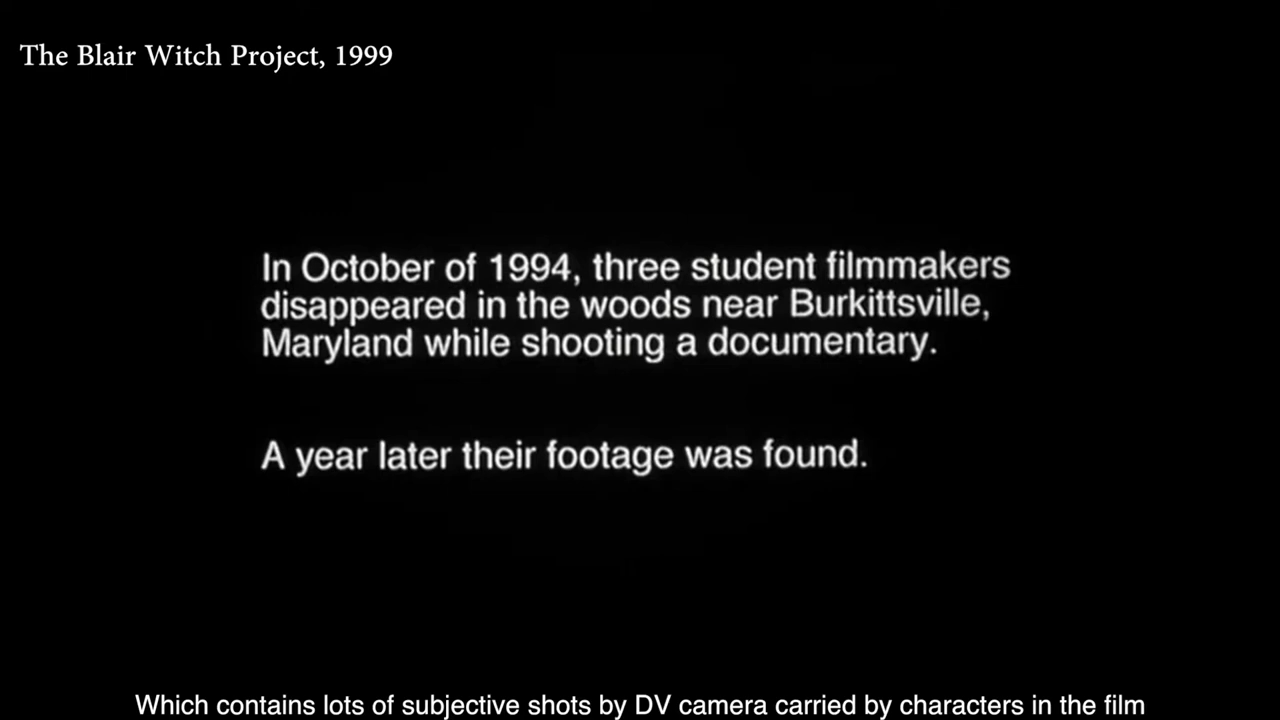 The Blair Witch Project, 1999
In October of 1994, three student filmmakers
disappeared in the woods near Burkittsville,
Maryland while shooting a documentary.
A year later their footage was found.
Which contains lots of subjective shots by DV camera carried by characters in the film